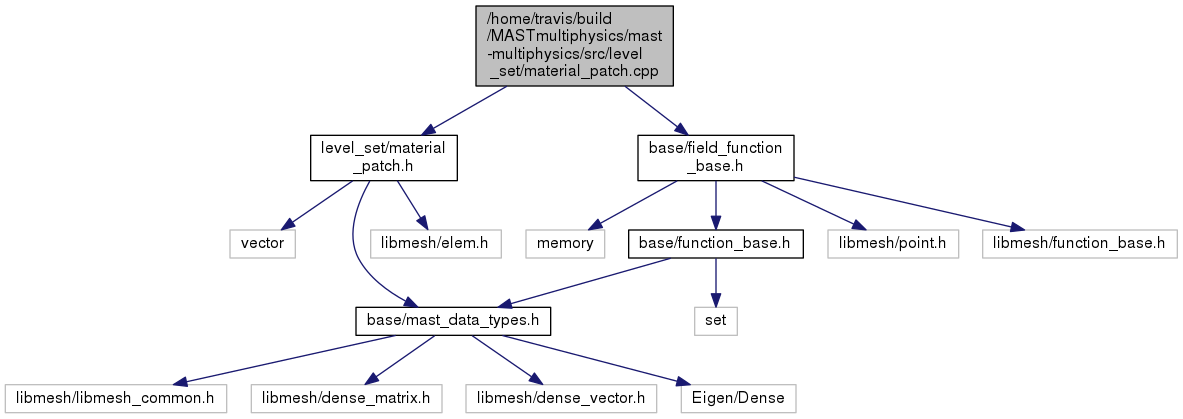 /home/travis/build
/MASTmultiphysics/mast
-multiphysics/src/level
_set/material_patch.cpp
level_set/material
_patch.h
base/field_function
_base.h
vector
libmesh/elem.h
memory
base/function_base.h
libmesh/point.h
libmesh/function_base.h
base/mast_data_types.h
set
libmesh/libmesh_common.h
libmesh/dense_matrix.h
libmesh/dense_vector.h
Eigen/Dense